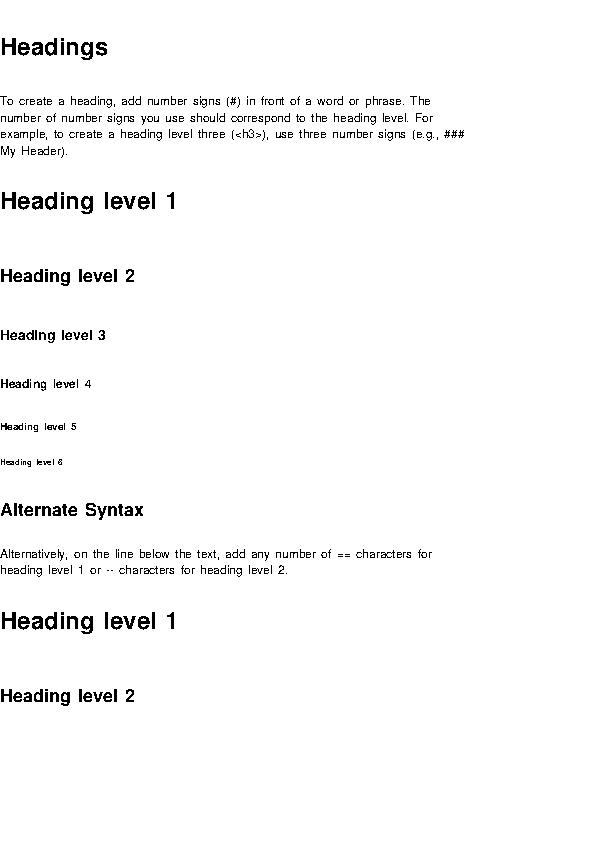 Headings
To create a heading, add number signs (#) in front of a word or phrase. The
number of number signs you use should correspond to the heading level. For
example, to create a heading level three (<h3>), use three number signs (e.g., ###
My Header).
Heading level 1
Heading level 2
Heading level 3
Heading level 4
Heading level 5
Heading level 6
Alternate Syntax
Alternatively, on the line below the text, add any number of == characters for
heading level 1 or -- characters for heading level 2.
Heading level 1
Heading level 2